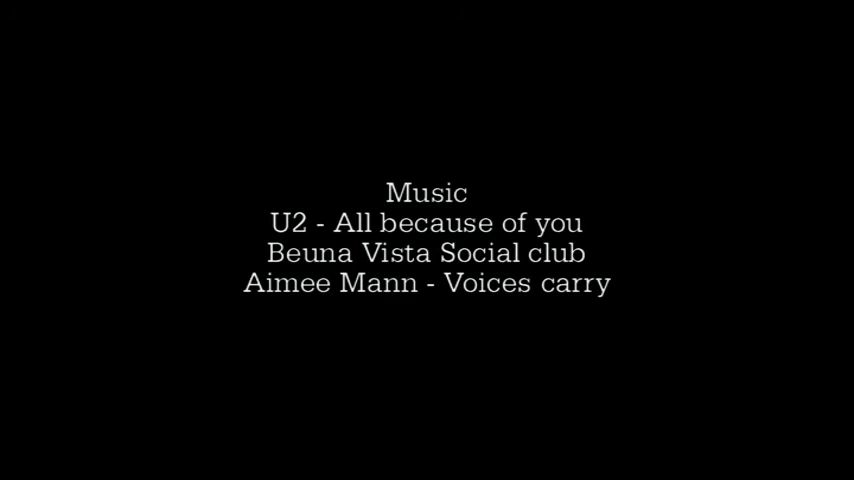 Music
U2 - All because of you
Beuna Vista Social club
Aimee Mann - Voices carry